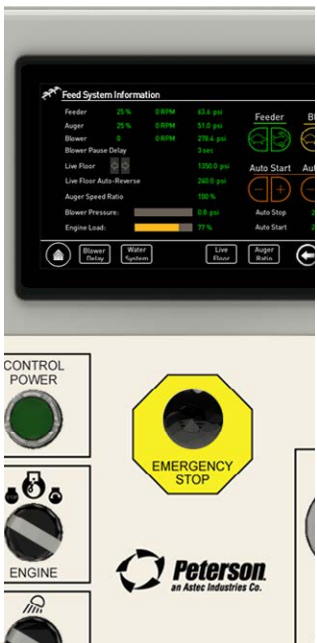 Feed System Information
Feeder 25 % 0 RPM 63.6 psi
Auger 25 % 0 RPM 51.0 psi
Blower 0 0 RPM 278.4 psi
Blower Pause Delay 3 sec
Live Floor 1350.0 psi
Live Floor Auto-Reverse 240.0 psi
Auger Speed Ratio 100 %
Blower Pressure: 0.8 psi
Engine Load: 77 %
Feeder
Auto Start
Auto Stop
Auto Start
Blower Delay
Water System
Live Floor
Auger Ratio
CONTROL
POWER
EMERGENCY
STOP
ENGINE
Peterson
an Astec Industries Co.